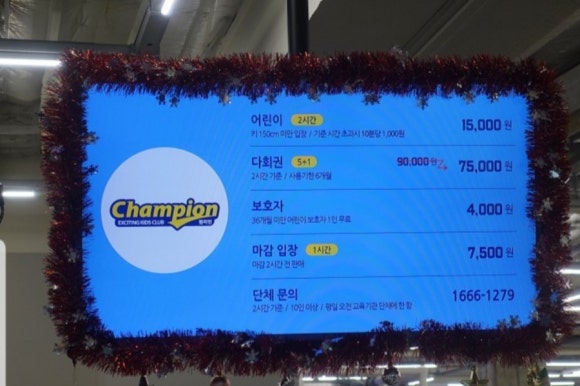 Champion
EXCITING KIDS CLUB
챔피언
어린이 2시간 15,000 원
키 150cm 미만 입장 / 기준 시간 초과시 10분당 1,000원
다회권 5+1 90,000원 75,000 원
2시간 기준 / 사용기한 6개월
보호자 4,000 원
36개월 미만 어린이 보호자 1인 무료
마감 입장 1시간 7,500 원
마감 2시간 전 판매
단체 문의 1666-1279
2시간 기준 / 10인 이상 / 평일 오전 교육기관 단체에 한 함